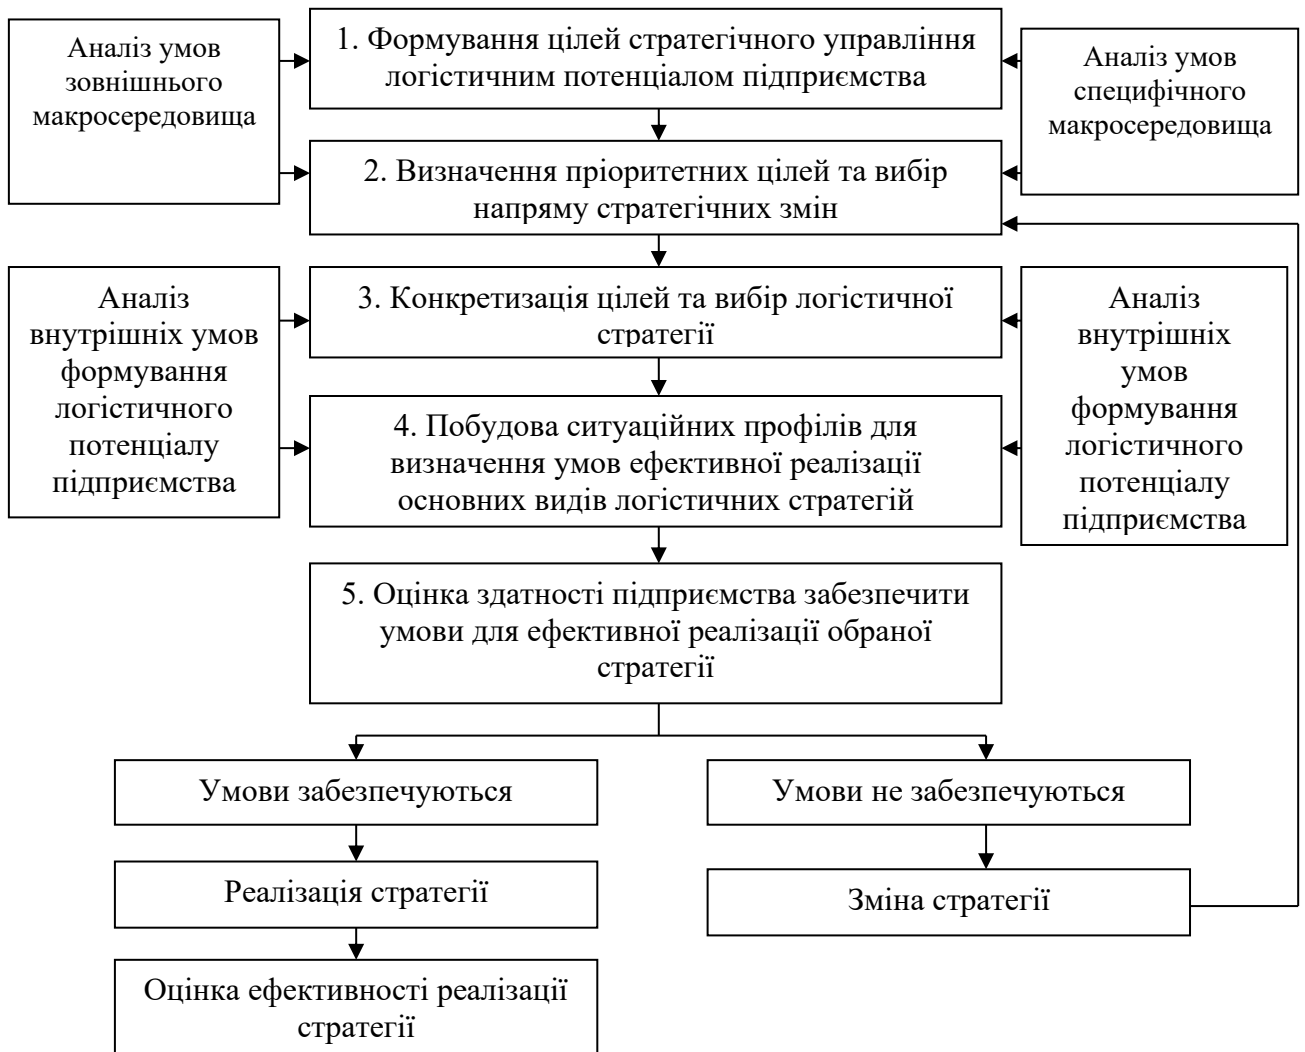 Аналіз умов
зовнішнього
макросередовища
1. Формування цілей стратегічного управління
логістичним потенціалом підприємства
Аналіз умов
специфічного
макросередовища
2. Визначення пріоритетних цілей та вибір
напряму стратегічних змін
Аналіз
внутрішніх умов
формування
логістичного
потенціалу
підприємства
3. Конкретизація цілей та вибір логістичної
стратегії
Аналіз
внутрішніх
умов
формування
логістичного
потенціалу
підприємства
4. Побудова ситуаційних профілів для
визначення умов ефективної реалізації
основних видів логістичних стратегій
5. Оцінка здатності підприємства забезпечити
умови для ефективної реалізації обраної
стратегії
Умови забезпечуються
Умови не забезпечуються
Реалізація стратегії
Зміна стратегії
Оцінка ефективності реалізації
стратегії